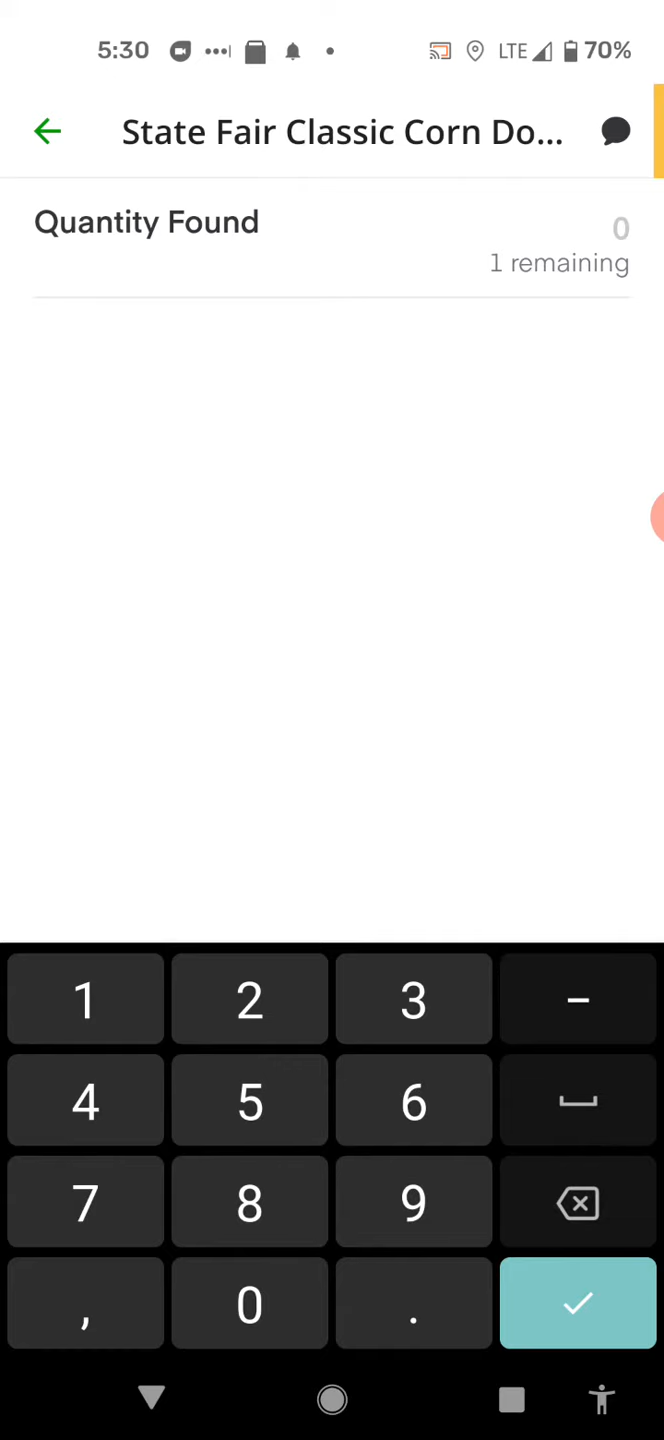 5:30 LTE 70%
State Fair Classic Corn Do...
Quantity Found 0
1 remaining
1 2 3 –
4 5 6
7 8 9
, 0 .